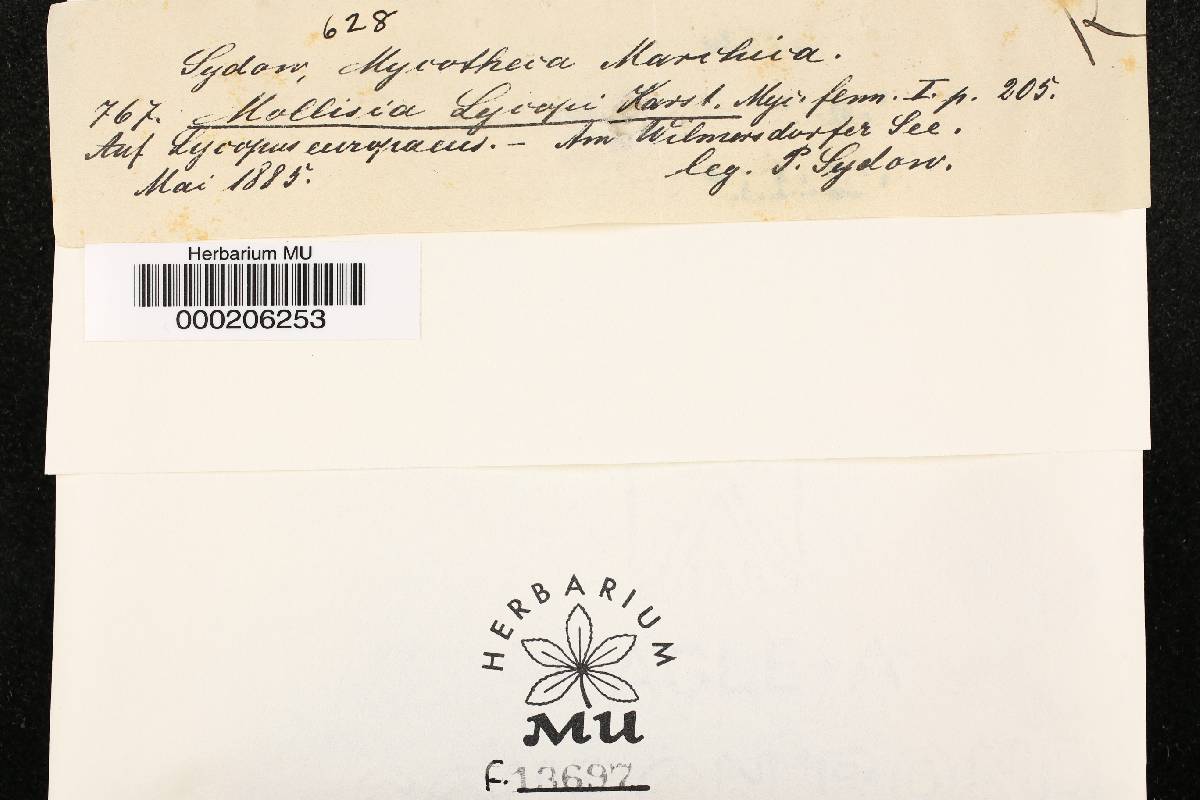 628
Sydow, Mycotheca Marchica.
767. Mollisia Lycopi Karst. Myc. fenn. I. p. 205.
Auf Lycopus europaeus. – Am Wilmersdorfer See.
Mai 1885. leg. P. Sydow.
Herbarium MU
000206253
HERBARIUM
MU
F. 13697